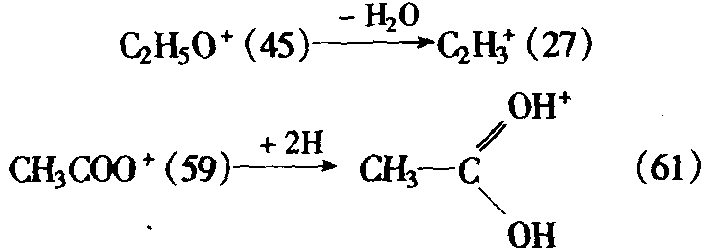 − H₂O
C₂H₅O⁺ (45) ⟶ C₂H₃⁺ (27)
OH⁺
CH₃COO⁺ (59) + 2H ⟶ CH₃—C (61)
OH